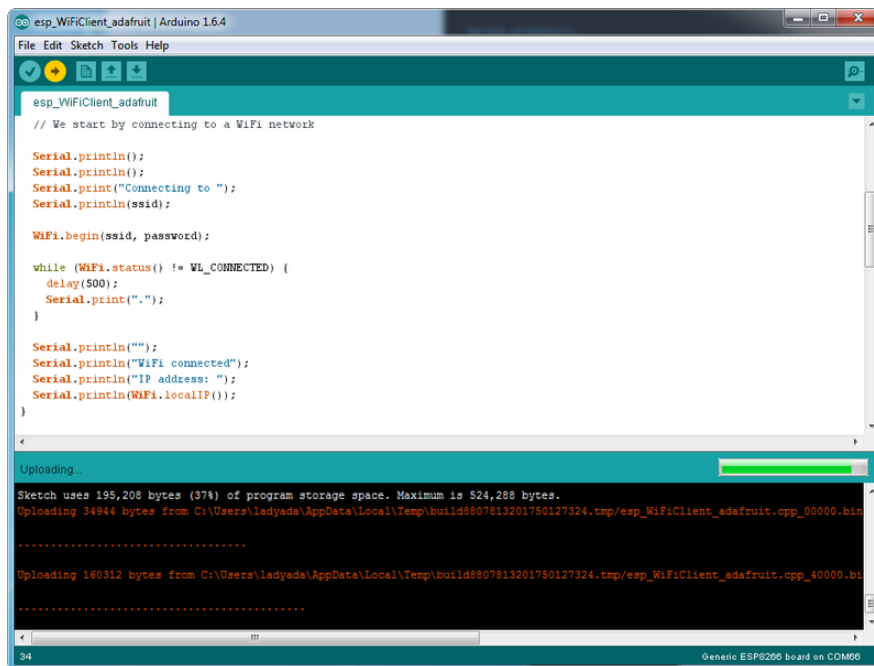 esp_WiFiClient_adafruit | Arduino 1.6.4
File Edit Sketch Tools Help
esp_WiFiClient_adafruit
// We start by connecting to a WiFi network
Serial.println();
Serial.println();
Serial.print("Connecting to ");
Serial.println(ssid);
WiFi.begin(ssid, password);
while (WiFi.status() != WL_CONNECTED) {
delay(500);
Serial.print(".");
}
Serial.println("");
Serial.println("WiFi connected");
Serial.println("IP address: ");
Serial.println(WiFi.localIP());
}
Uploading...
Sketch uses 195,208 bytes (37%) of program storage space. Maximum is 524,288 bytes.
Uploading 34944 bytes from C:\Users\ladyada\AppData\Local\Temp\build8807813201750127324.tmp/esp_WiFiClient_adafruit.cpp_00000.bin
...................................
Uploading 160312 bytes from C:\Users\ladyada\AppData\Local\Temp\build8807813201750127324.tmp/esp_WiFiClient_adafruit.cpp_40000.bi
............................................
34
Generic ESP8266 board on COM66